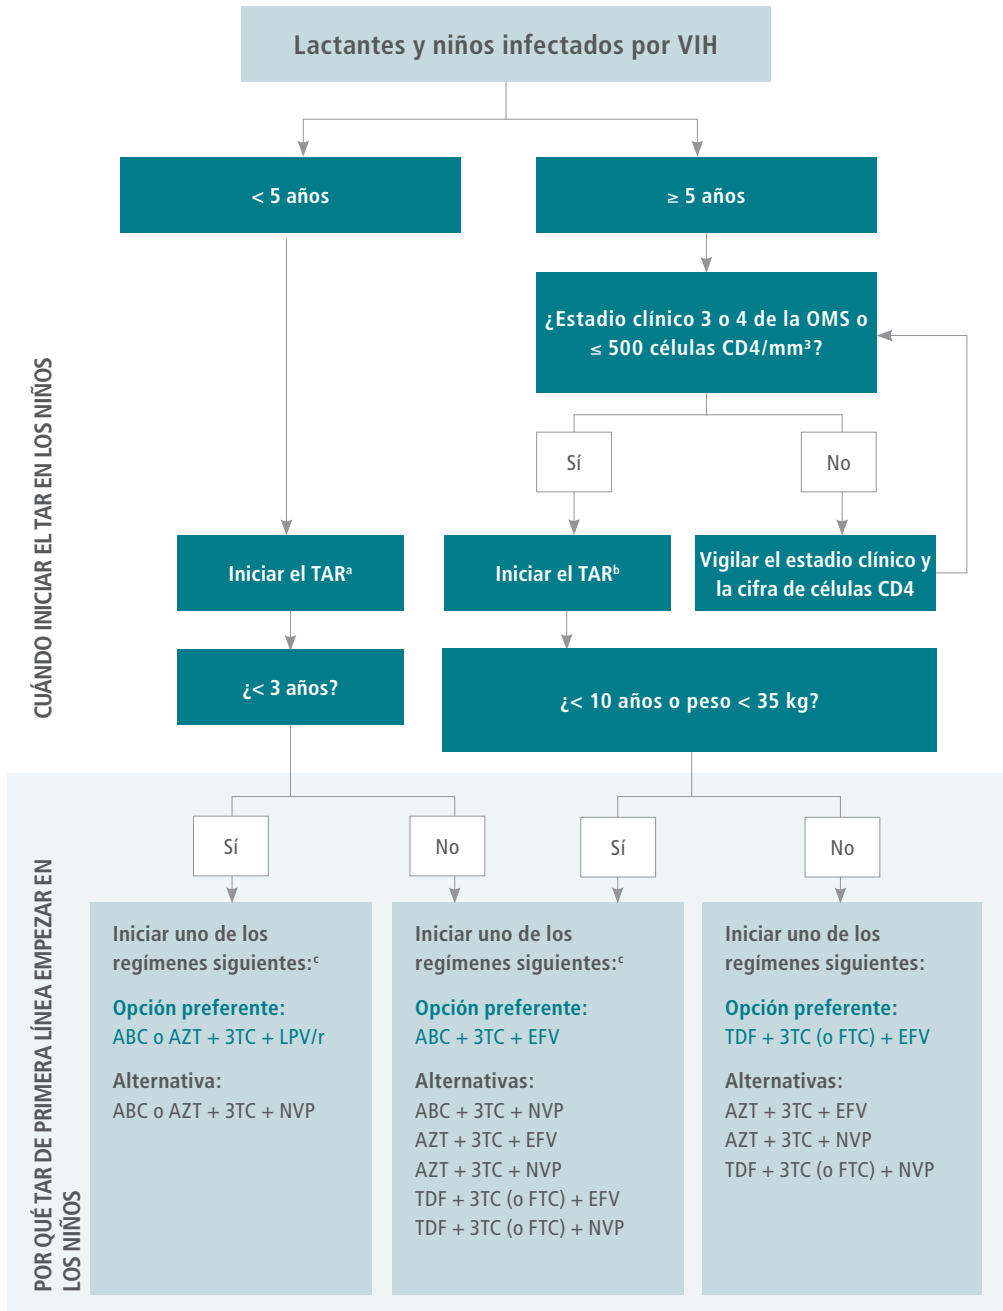 Lactantes y niños infectados por VIH
< 5 años
≥ 5 años
¿Estadio clínico 3 o 4 de la OMS o
≤ 500 células CD4/mm³?
Sí
No
Iniciar el TARᵃ
Iniciar el TARᵇ
Vigilar el estadio clínico y
la cifra de células CD4
¿< 3 años?
¿< 10 años o peso < 35 kg?
CUÁNDO INICIAR EL TAR EN LOS NIÑOS
Sí
No
Sí
No
POR QUÉ TAR DE PRIMERA LÍNEA EMPEZAR EN
LOS NIÑOS
Iniciar uno de los
regímenes siguientes:ᶜ
Opción preferente:
ABC o AZT + 3TC + LPV/r
Alternativa:
ABC o AZT + 3TC + NVP
Iniciar uno de los
regímenes siguientes:ᶜ
Opción preferente:
ABC + 3TC + EFV
Alternativas:
ABC + 3TC + NVP
AZT + 3TC + EFV
AZT + 3TC + NVP
TDF + 3TC (o FTC) + EFV
TDF + 3TC (o FTC) + NVP
Iniciar uno de los
regímenes siguientes:
Opción preferente:
TDF + 3TC (o FTC) + EFV
Alternativas:
AZT + 3TC + EFV
AZT + 3TC + NVP
TDF + 3TC (o FTC) + NVP